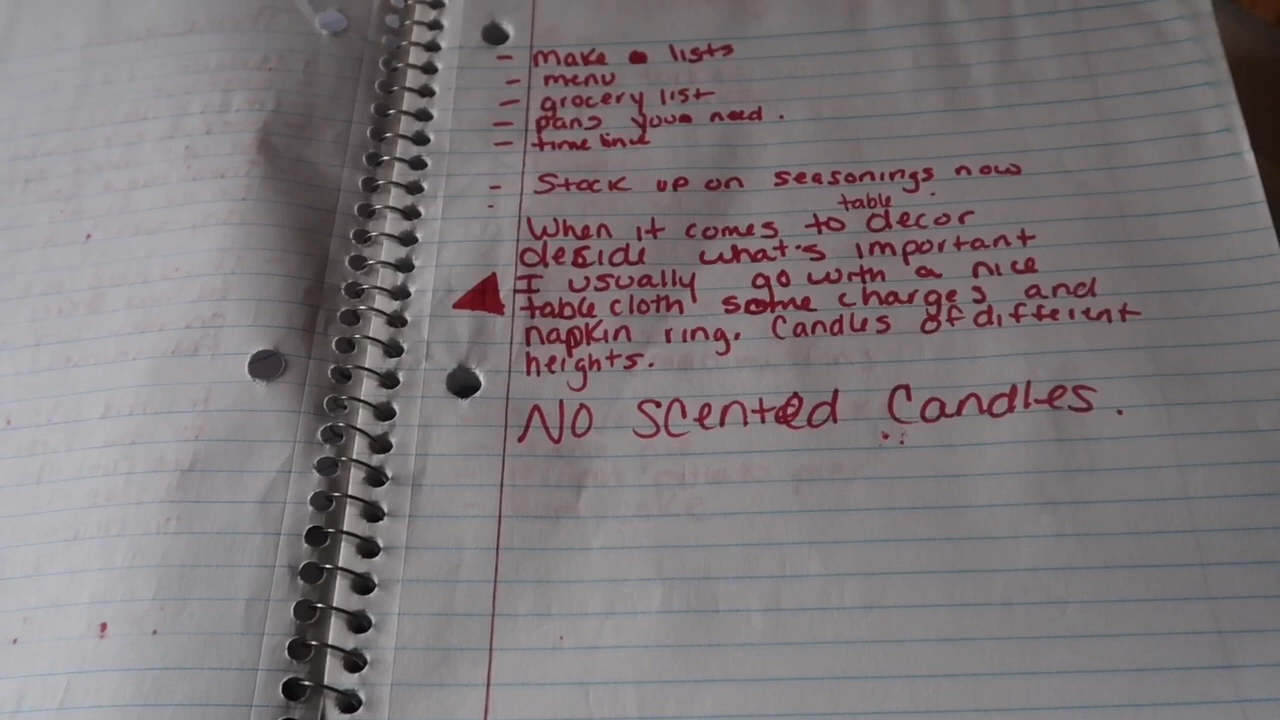 - make lists
- menu
- grocery list
- pans you need.
- time line
- Stock up on seasonings now
When it comes to table decor
decide what's important
I usually go with a nice
table cloth some charges and
napkin ring. Candles of different
heights.
NO SCented Candles.